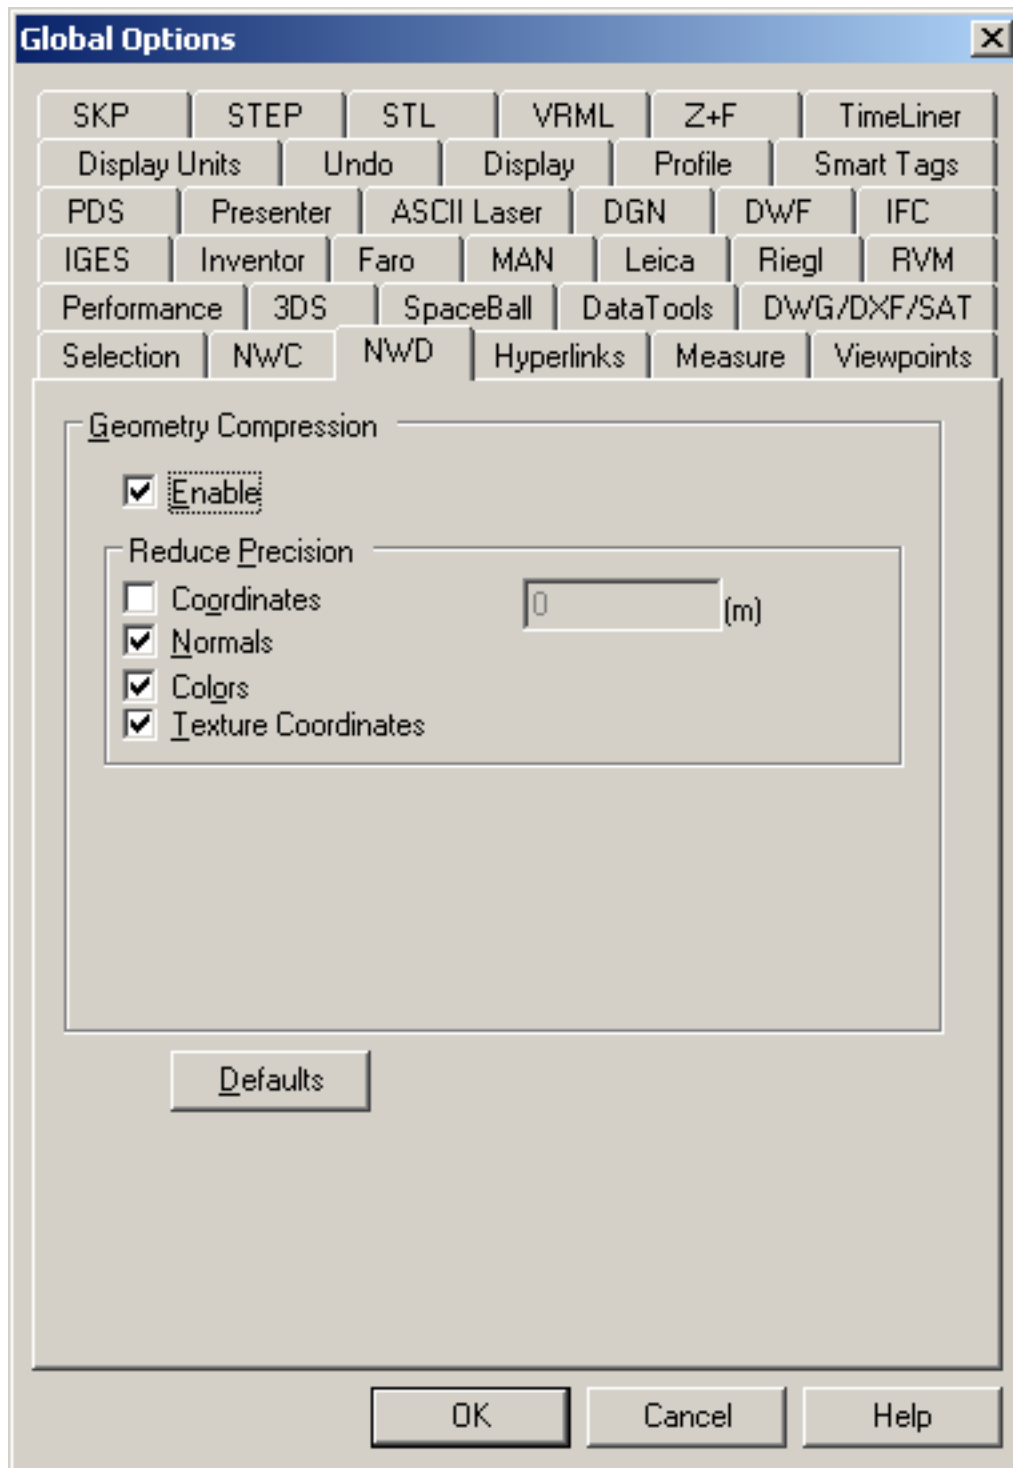 Global Options
SKP STEP STL VRML Z+F TimeLiner
Display Units Undo Display Profile Smart Tags
PDS Presenter ASCII Laser DGN DWF IFC
IGES Inventor Faro MAN Leica Riegl RVM
Performance 3DS SpaceBall DataTools DWG/DXF/SAT
Selection NWC NWD Hyperlinks Measure Viewpoints
Geometry Compression
Enable
Reduce Precision
Coordinates 0 (m)
Normals
Colors
Texture Coordinates
Defaults
OK Cancel Help